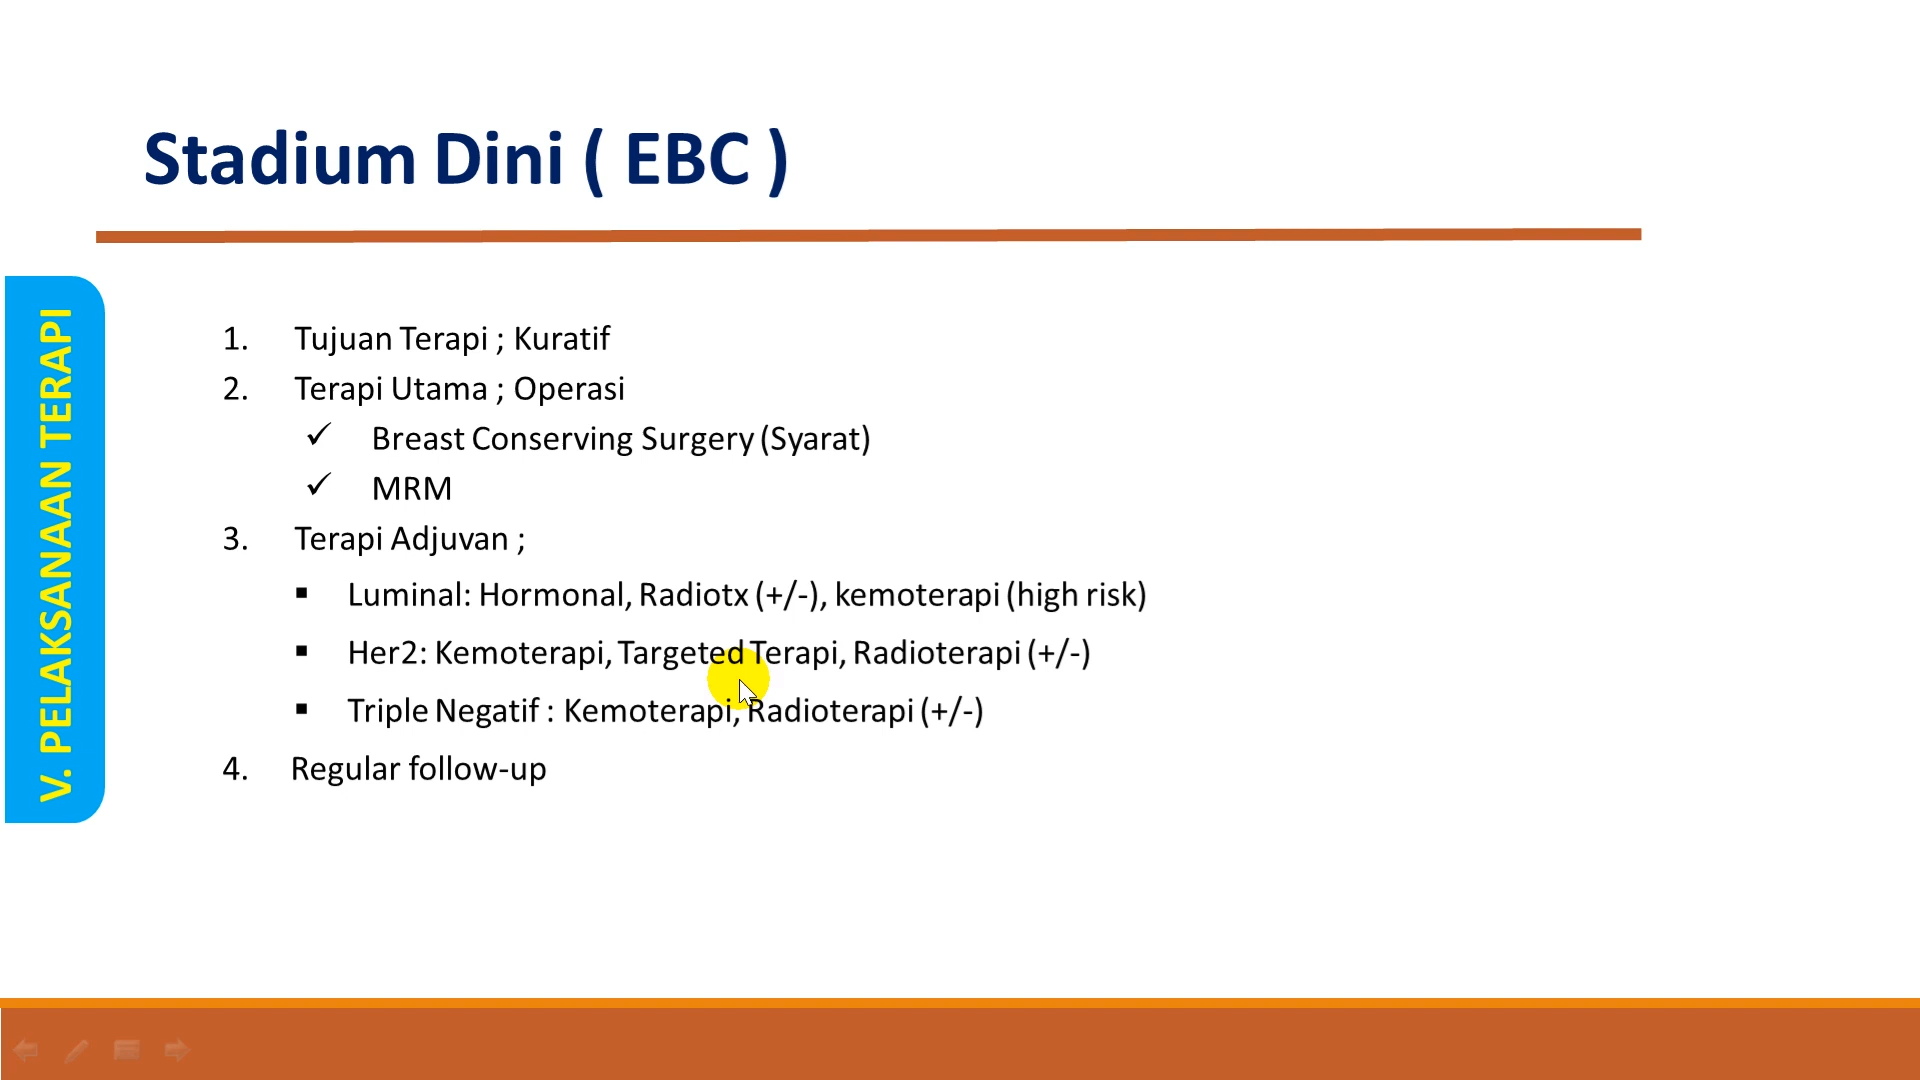 Stadium Dini ( EBC )
V. PELAKSANAAN TERAPI
1. Tujuan Terapi ; Kuratif
2. Terapi Utama ; Operasi
✓ Breast Conserving Surgery (Syarat)
✓ MRM
3. Terapi Adjuvan ;
▪ Luminal: Hormonal, Radiotx (+/-), kemoterapi (high risk)
▪ Her2: Kemoterapi, Targeted Terapi, Radioterapi (+/-)
▪ Triple Negatif : Kemoterapi, Radioterapi (+/-)
4. Regular follow-up